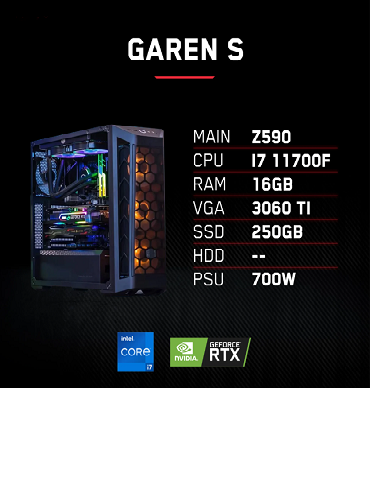 GAREN S
MAIN Z590
CPU I7 11700F
RAM 16GB
VGA 3060 TI
SSD 250GB
HDD --
PSU 700W
intel
CORE
i7
NVIDIA.
GEFORCE
RTX